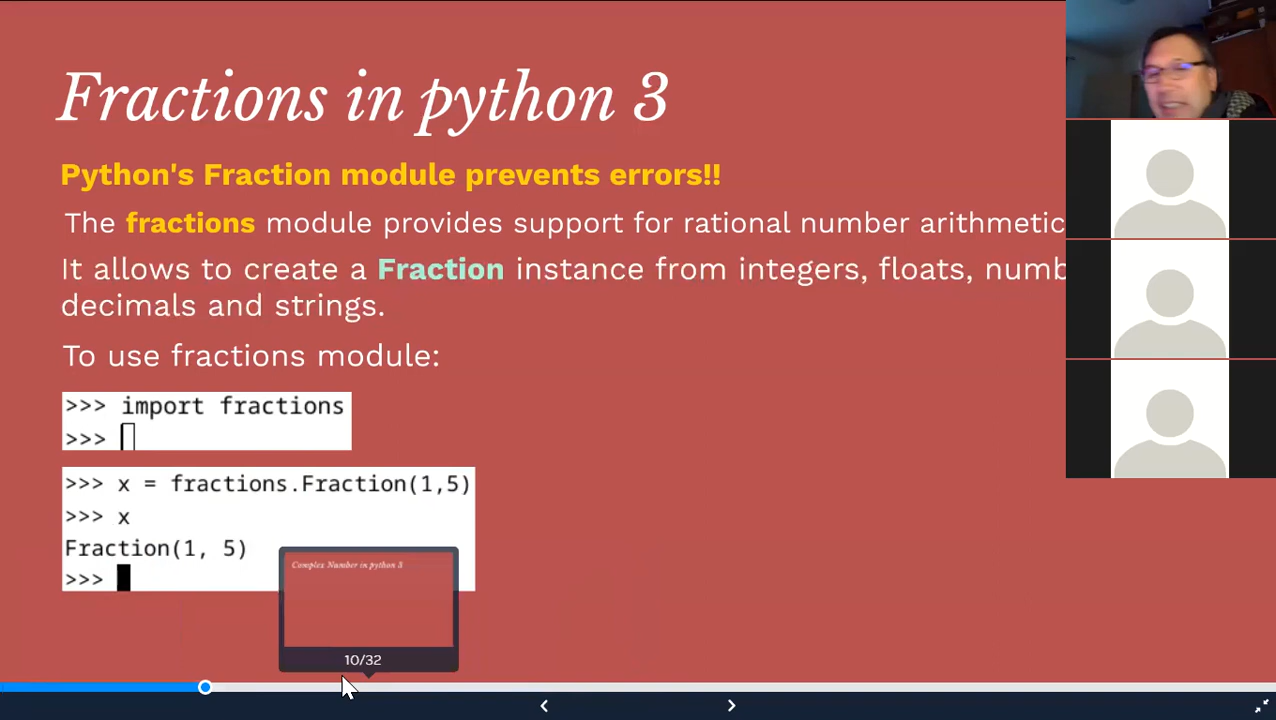 Fractions in python 3
Python's Fraction module prevents errors!!
The fractions module provides support for rational number arithmetic
It allows to create a Fraction instance from integers, floats,
decimals and strings.
To use fractions module:
>>> import fractions
>>>
>>> x = fractions.Fraction(1,5)
>>> x
Fraction(1, 5)
>>>
Complex Number in python 3
10/32